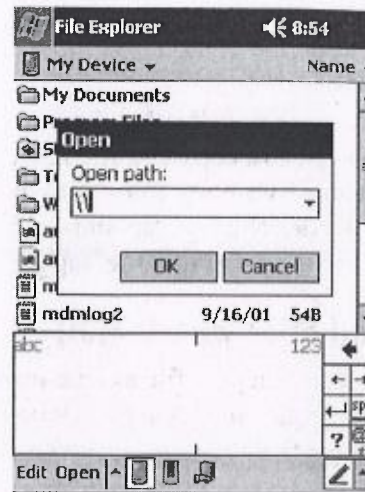 File Explorer 8:54
My Device Name
My Documents
Open
Open path:
\\
OK Cancel
mdmlog2 9/16/01 54B
abc 123
?
Edit Open